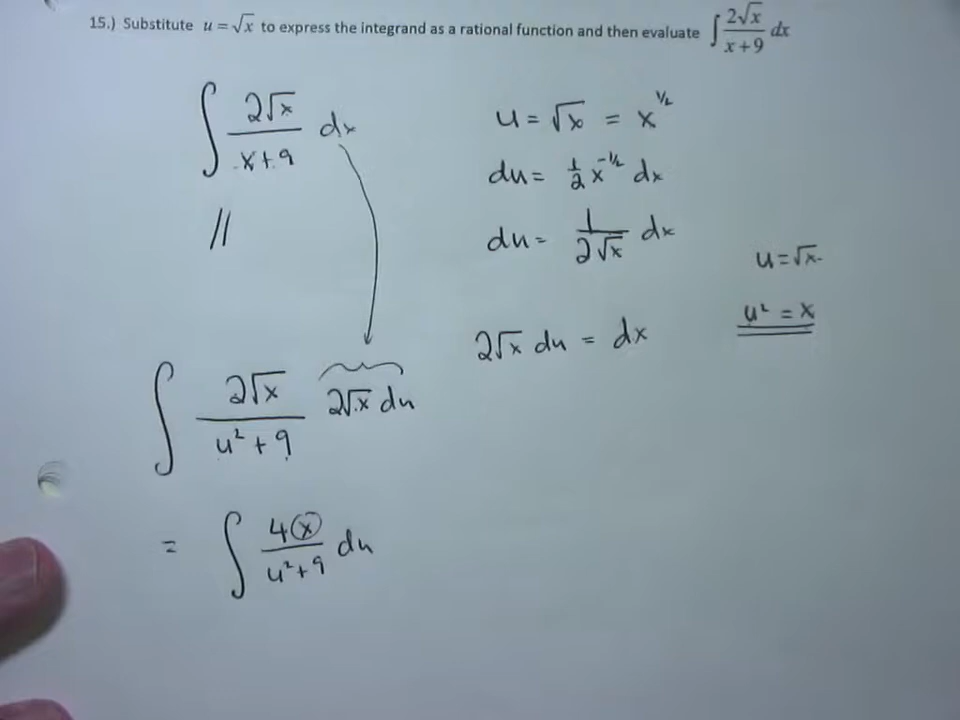 15.) Substitute u = √x to express the integrand as a rational function and then evaluate ∫ 2√x / x+9 dx
∫ 2√x / x+9 dx
u = √x = x^½
du = ½ x^-½ dx
//
du = 1 / 2√x dx
u = √x
u² = x
2√x du = dx
∫ 2√x / u²+9 2√x du
= ∫ 4x / u²+9 du